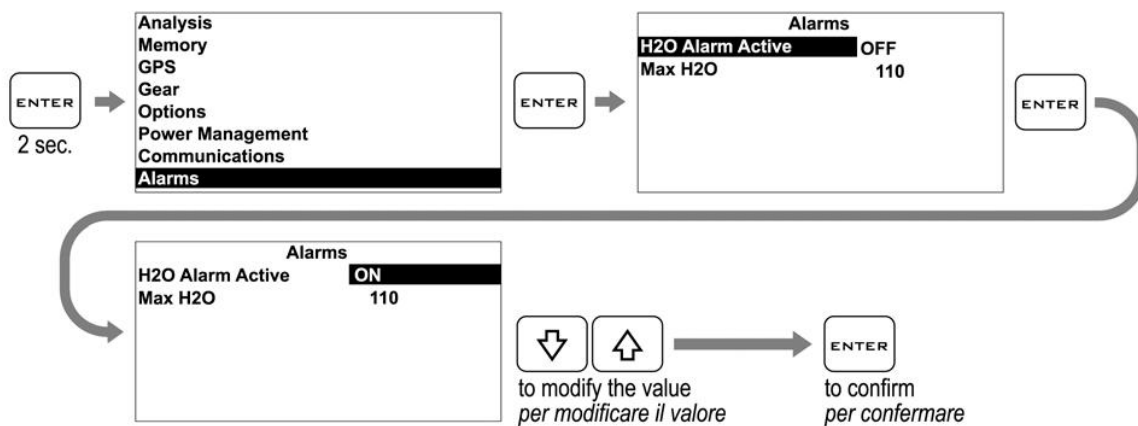 ENTER
2 sec.
Analysis
Memory
GPS
Gear
Options
Power Management
Communications
Alarms
ENTER
Alarms
H2O Alarm Active OFF
Max H2O 110
ENTER
Alarms
H2O Alarm Active ON
Max H2O 110
to modify the value
per modificare il valore
ENTER
to confirm
per confermare